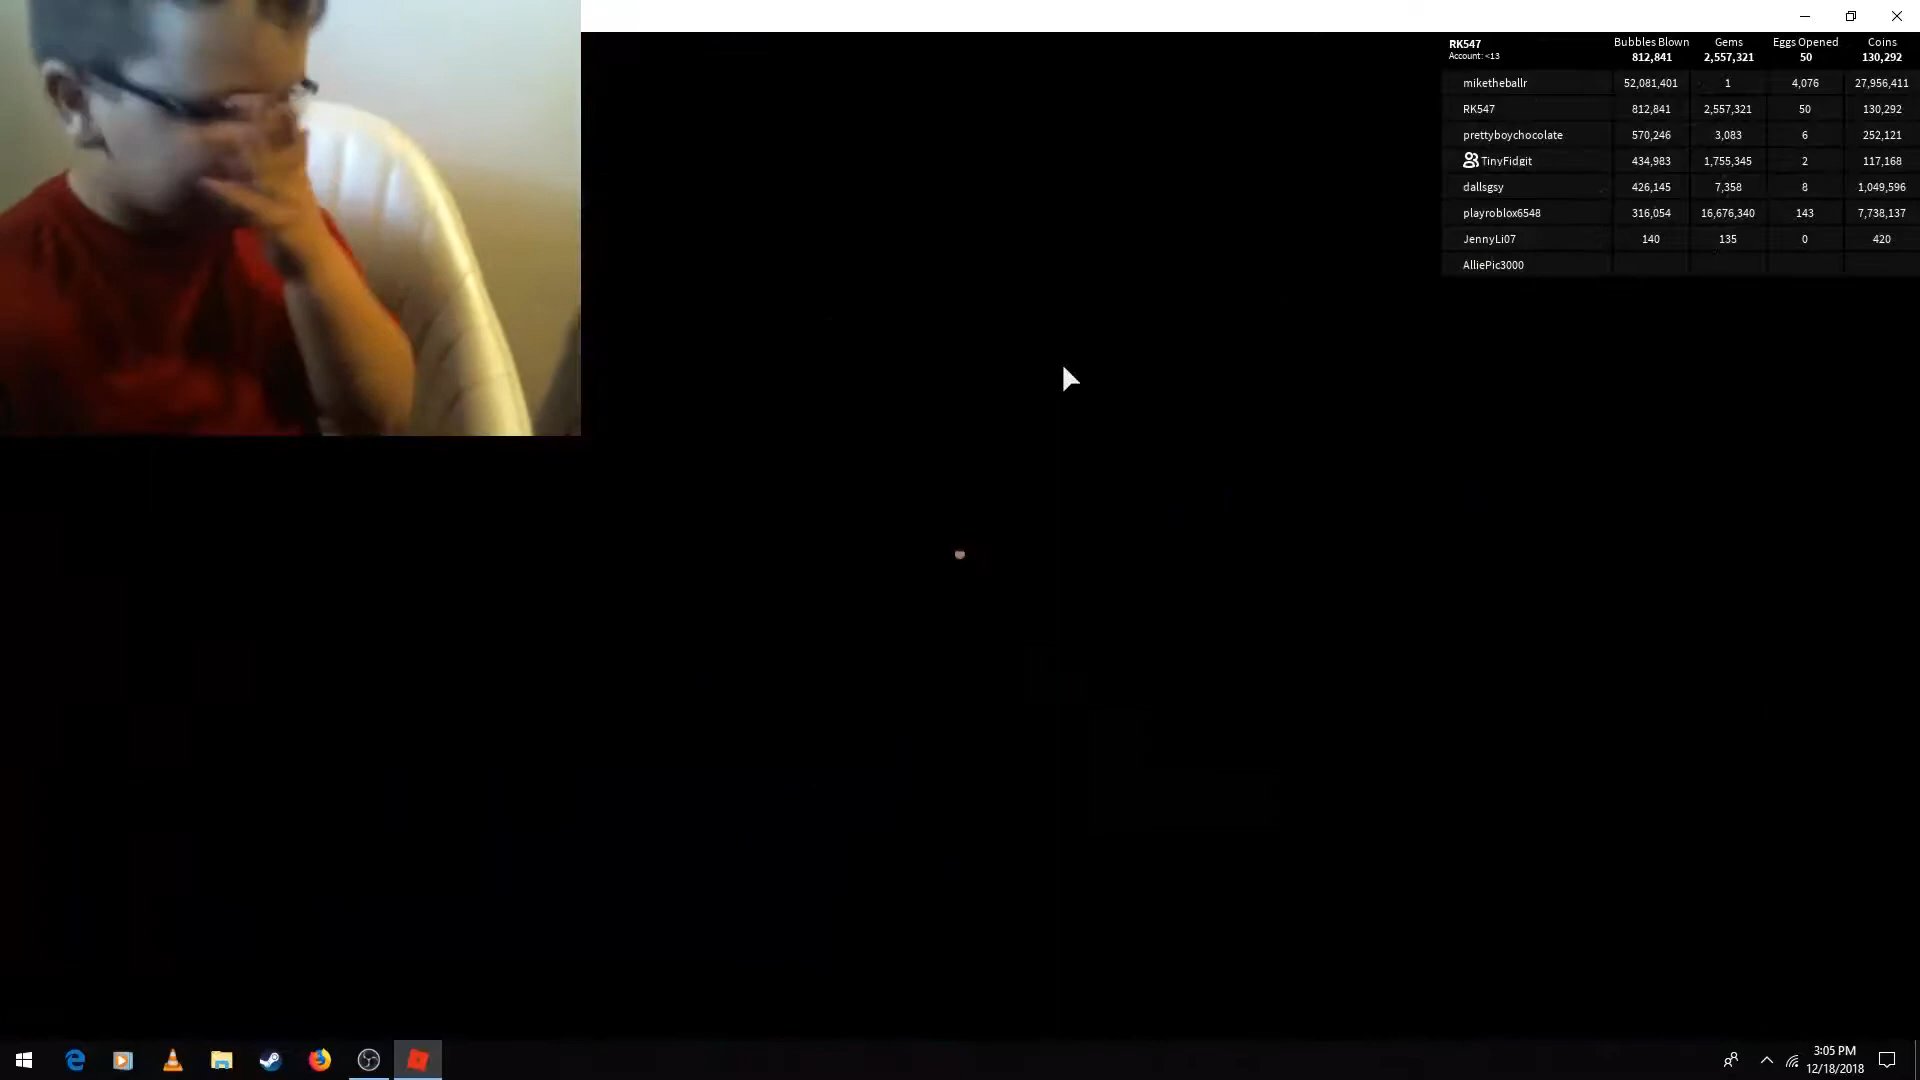 RK547 Bubbles Blown Gems Eggs Opened Coins
Account: <13 812,841 2,557,321 50 130,292
miketheballr 52,081,401 1 4,076 27,956,411
RK547 812,841 2,557,321 50 130,292
prettyboychocolate 570,246 3,083 6 252,121
TinyFidgit 434,983 1,755,345 2 117,168
dallsgsy 426,145 7,358 8 1,049,596
playroblox6548 316,054 16,676,340 143 7,738,137
JennyLi07 140 135 0 420
AlliePic3000
3:05 PM
12/18/2018